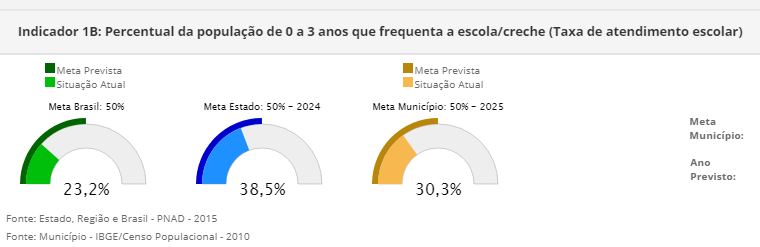 Indicador 1B: Percentual da população de 0 a 3 anos que frequenta a escola/creche (Taxa de atendimento escolar)
Meta Prevista
Situação Atual
Meta Prevista
Situação Atual
Meta Brasil: 50%
Meta Estado: 50% – 2024
Meta Município: 50% – 2025
23,2%
38,5%
30,3%
Meta
Município:
Ano
Previsto:
Fonte: Estado, Região e Brasil - PNAD - 2015
Fonte: Município - IBGE/Censo Populacional - 2010